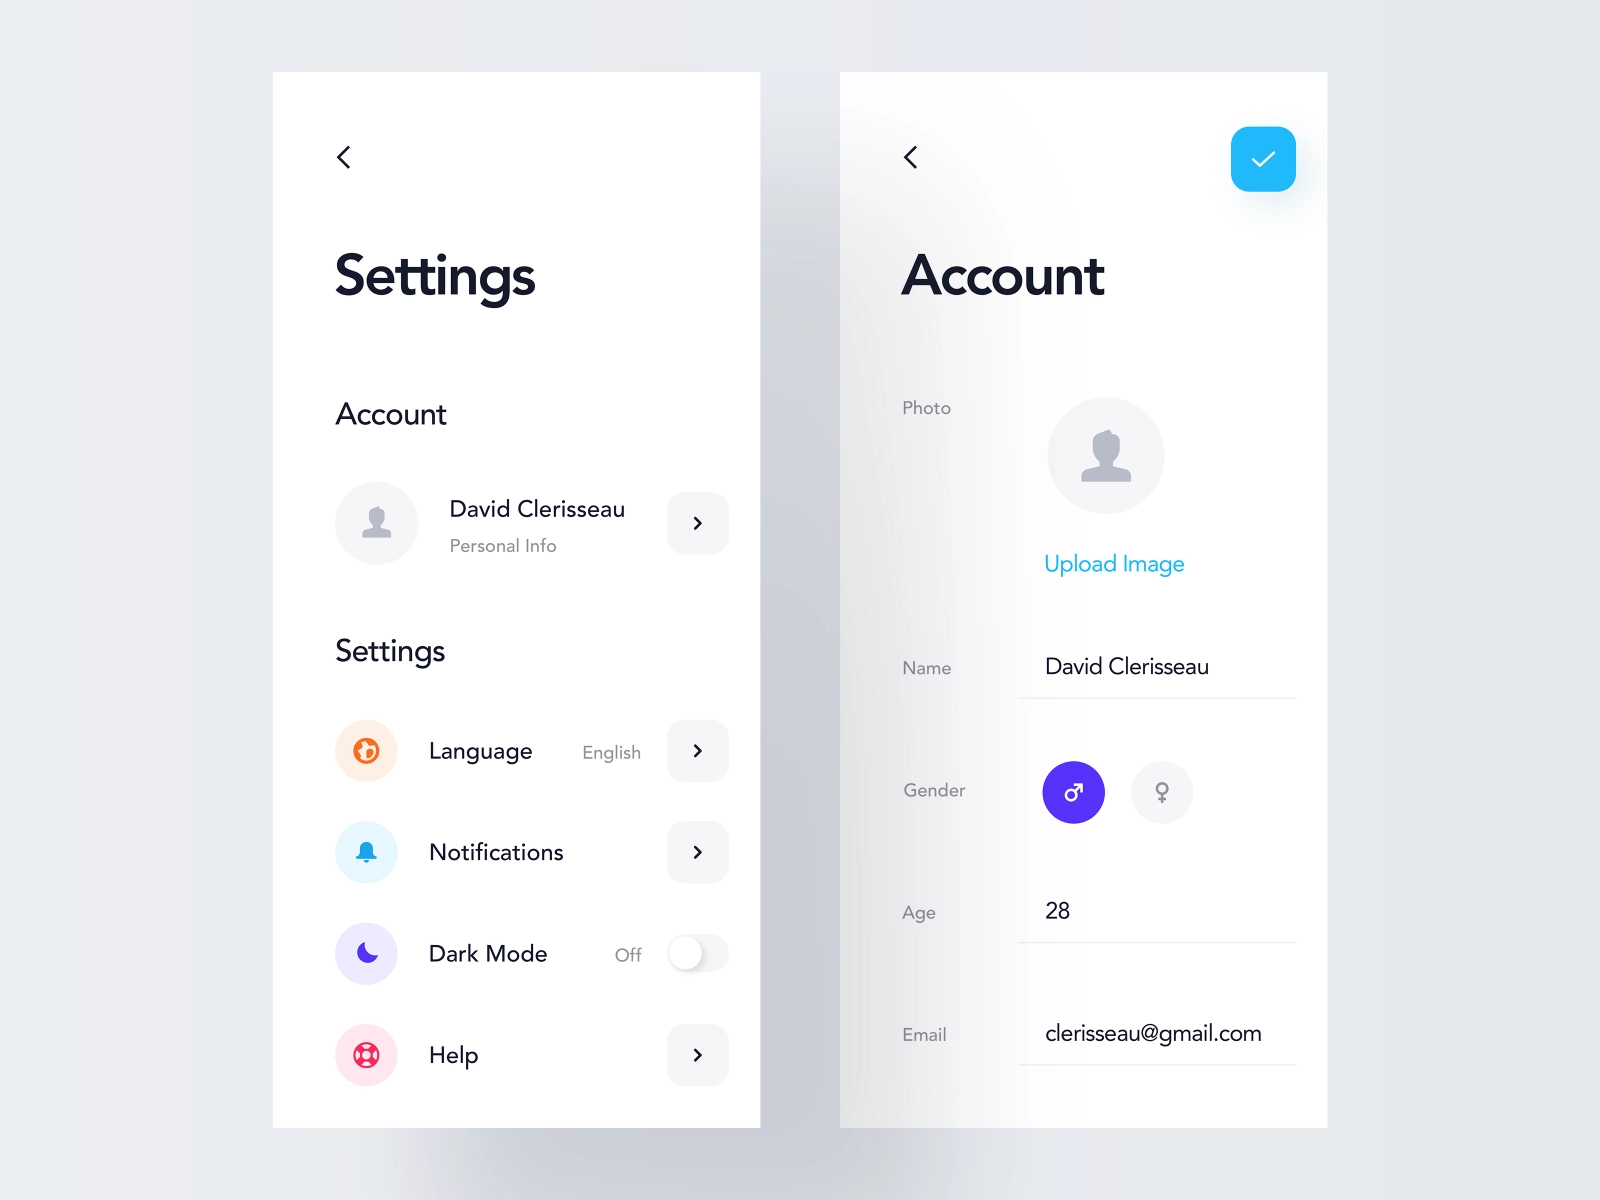 Settings
Account
David Clerisseau
Personal Info
Settings
Language English
Notifications
Dark Mode Off
Help
Account
Photo
Upload Image
Name David Clerisseau
Gender
Age 28
Email clerisseau@gmail.com